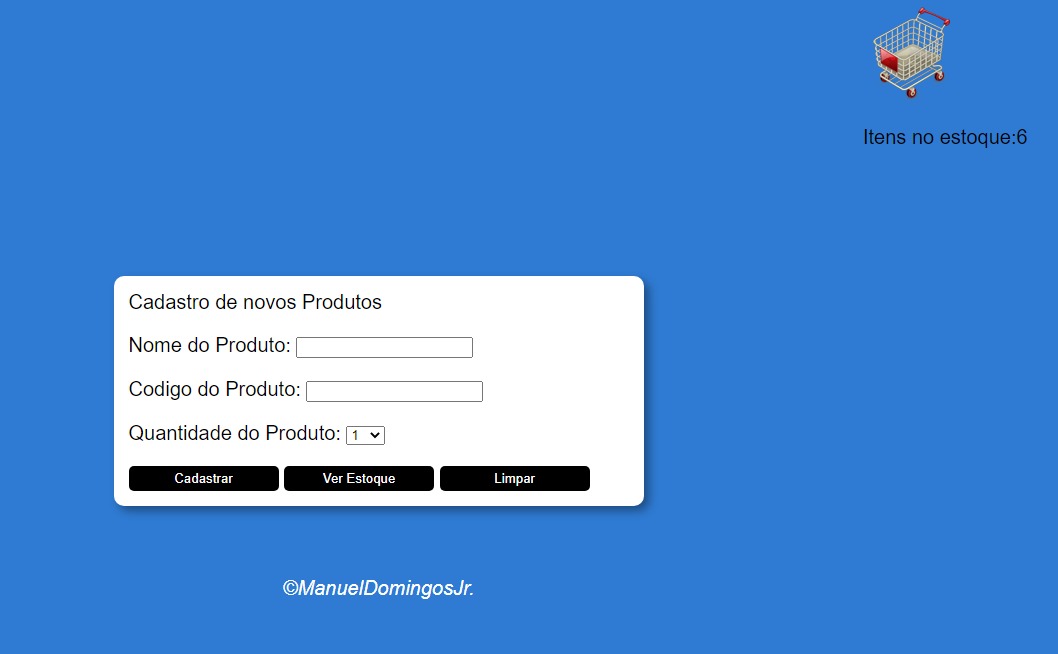 Itens no estoque:6
Cadastro de novos Produtos
Nome do Produto:
Codigo do Produto:
Quantidade do Produto: 1
Cadastrar Ver Estoque Limpar
©ManuelDomingosJr.